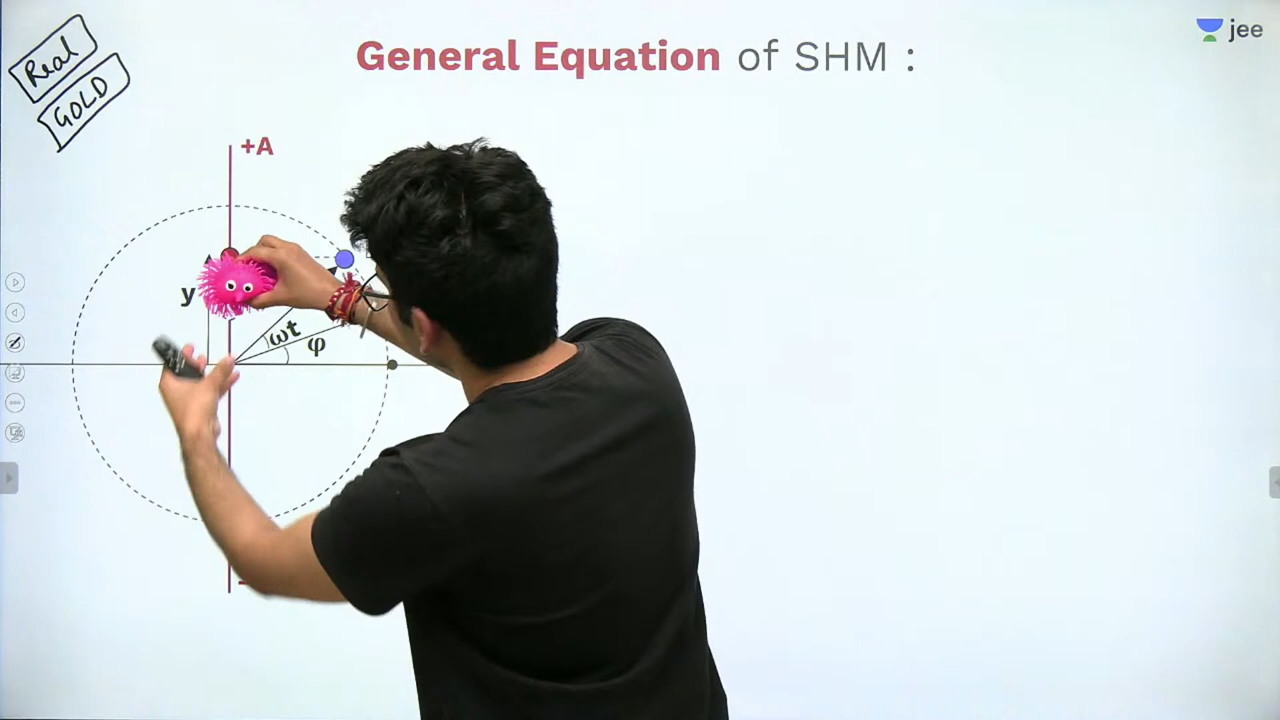 Real
GOLD
General Equation of SHM :
jee
+A
y
ωt
φ